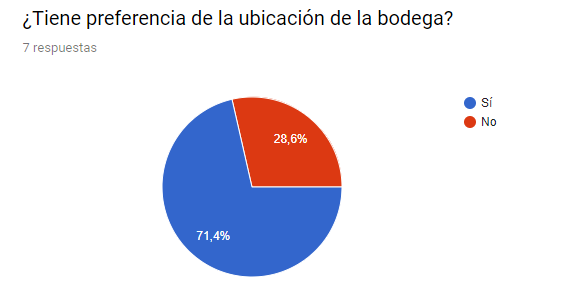 ¿Tiene preferencia de la ubicación de la bodega?
7 respuestas
Sí
No
28,6%
71,4%